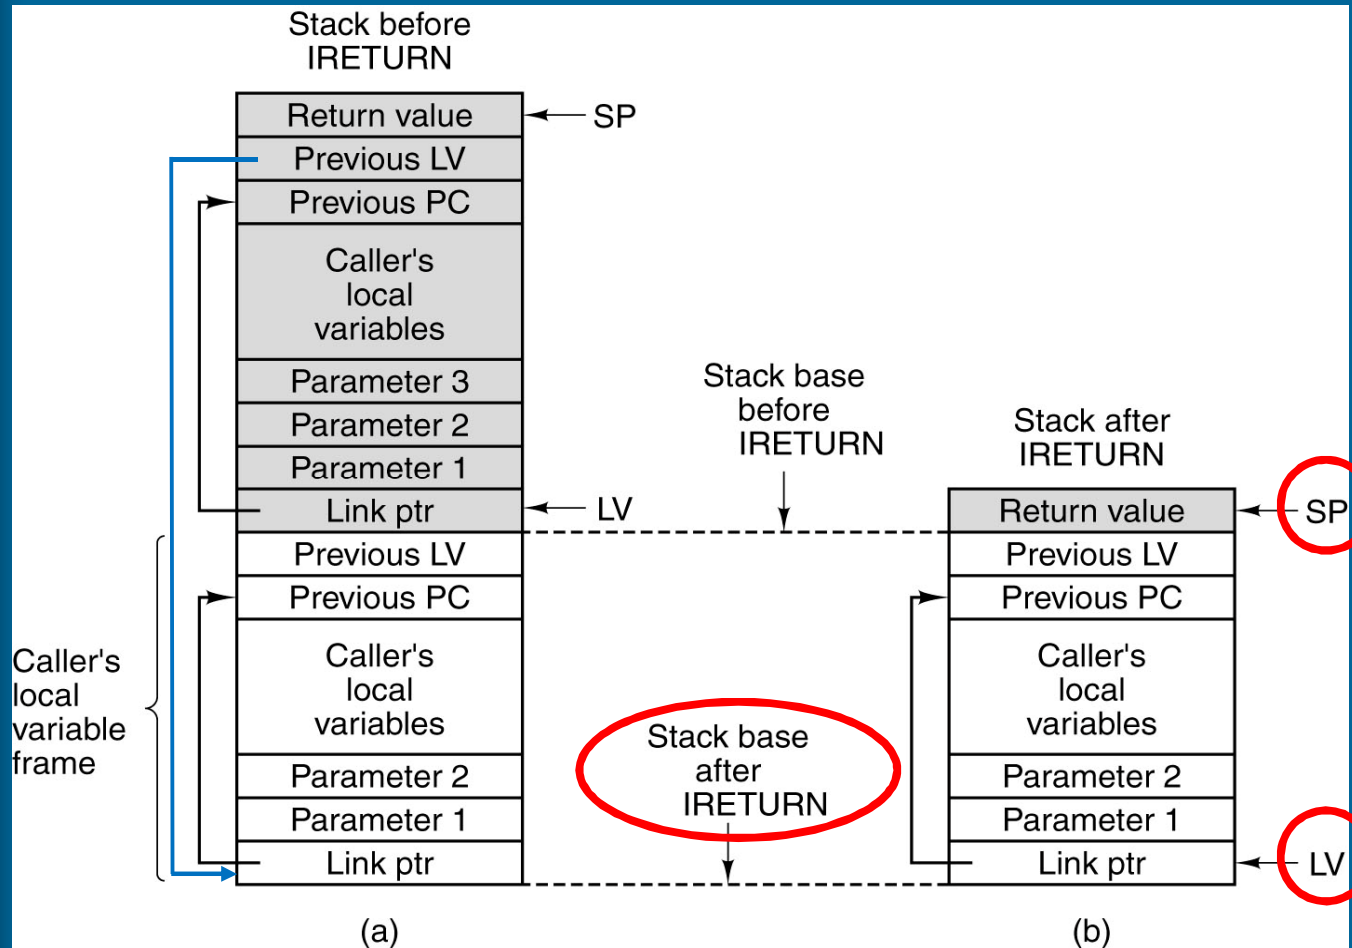 Stack before
IRETURN
Return value
SP
Previous LV
Previous PC
Caller's
local
variables
Parameter 3
Parameter 2
Parameter 1
Link ptr
LV
Previous LV
Previous PC
Caller's
local
variables
Parameter 2
Parameter 1
Link ptr
Caller's
local
variable
frame
(a)
Stack base
before
IRETURN
Stack base
after
IRETURN
Stack after
IRETURN
Return value
SP
Previous LV
Previous PC
Caller's
local
variables
Parameter 2
Parameter 1
Link ptr
LV
(b)